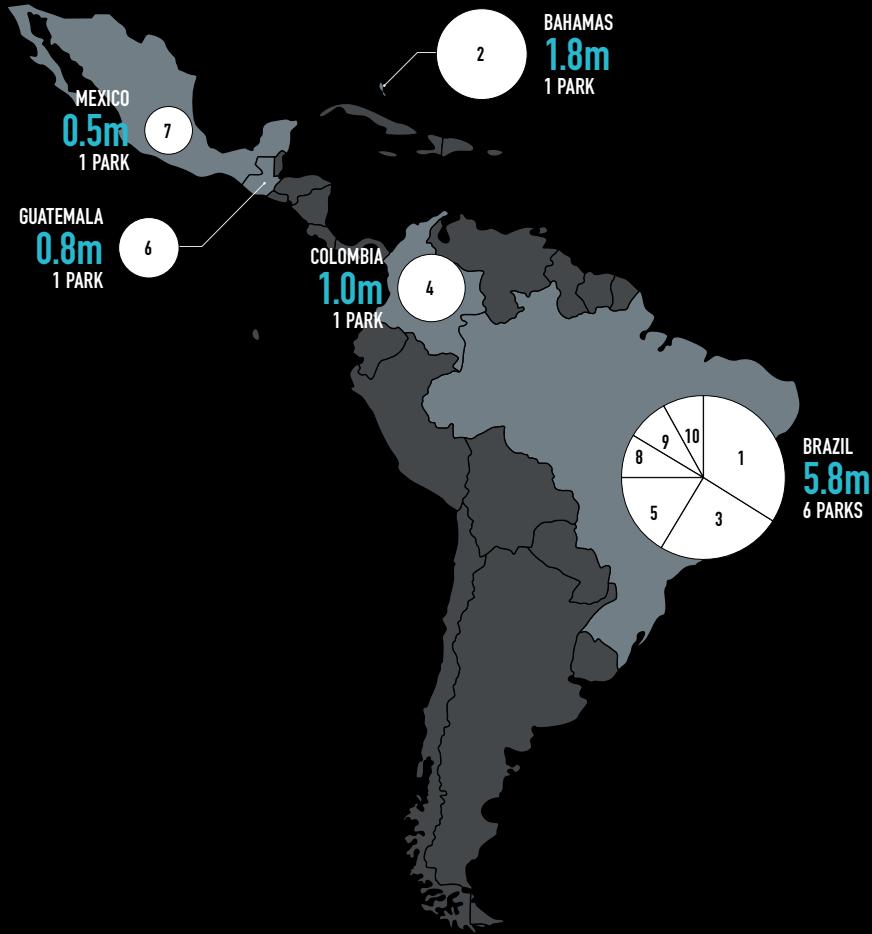 BAHAMAS
1.8m
1 PARK
2
MEXICO
0.5m
1 PARK
7
GUATEMALA
0.8m
1 PARK
6
COLOMBIA
1.0m
1 PARK
4
BRAZIL
5.8m
6 PARKS
1
3
5
8
9
10